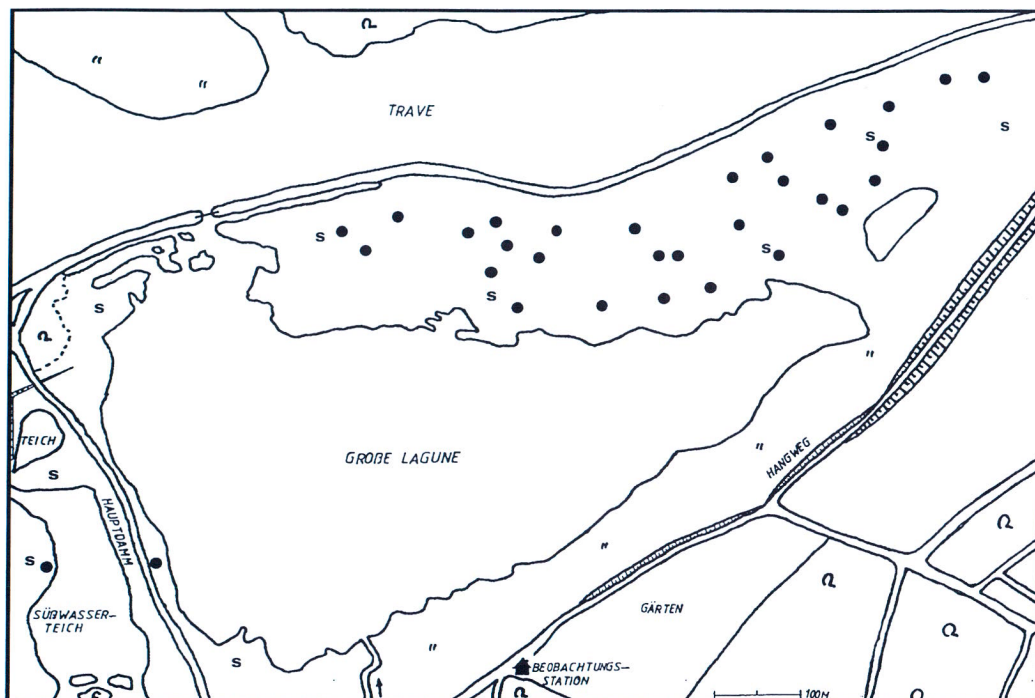 TRAVE
S
S
S
S
S
S
TEICH
S
GROßE LAGUNE
HANGWEG
HAUPTDAMM
S
SÜßWASSER-
TEICH
GÄRTEN
S
BEOBACHTUNGS-
STATION
100M